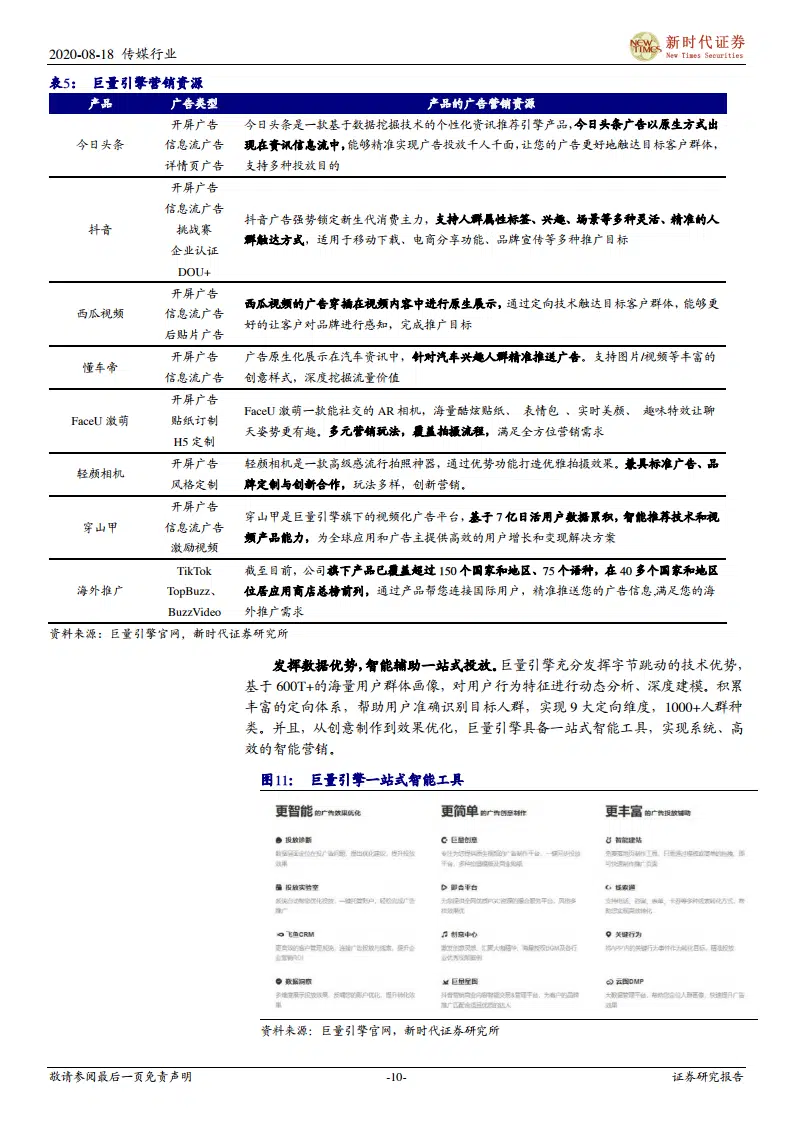 2020-08-18 传媒行业
新时代证券
New Times Securities
NEW TIMES
表5： 巨量引擎营销资源
产品 广告类型 产品的广告营销资源
开屏广告
今日头条 信息流广告
详情页广告
今日头条是一款基于数据挖掘技术的个性化资讯推荐引擎产品，今日头条广告以原生方式出
现在资讯信息流中，能够精准实现广告投放千人千面，让您的广告更好地触达目标客户群体，
支持多种投放目的
抖音
开屏广告
信息流广告
挑战赛
企业认证
DOU+
抖音广告强势锁定新生代消费主力，支持人群属性标签、兴趣、场景等多种灵活、精准的人
群触达方式，适用于移动下载、电商分享功能、品牌宣传等多种推广目标
西瓜视频
开屏广告
信息流广告
后贴片广告
西瓜视频的广告穿插在视频内容中进行原生展示，通过定向技术触达目标客户群体，能够更
好的让客户对品牌进行感知，完成推广目标
懂车帝
开屏广告
信息流广告
广告原生化展示在汽车资讯中，针对汽车兴趣人群精准推送广告。支持图片/视频等丰富的
创意样式，深度挖掘流量价值
FaceU 激萌
开屏广告
贴纸订制
H5 定制
FaceU 激萌一款能社交的 AR 相机，海量酷炫贴纸、 表情包 、实时美颜、 趣味特效让聊
天姿势更有趣。多元营销玩法，覆盖拍摄流程，满足全方位营销需求
轻颜相机
开屏广告
风格定制
轻颜相机是一款高级感流行拍照神器，通过优势功能打造优雅拍摄效果。兼具标准广告、品
牌定制与创新合作，玩法多样，创新营销。
穿山甲
开屏广告
信息流广告
激励视频
穿山甲是巨量引擎旗下的视频化广告平台，基于 7 亿日活用户数据累积，智能推荐技术和视
频产品能力，为全球应用和广告主提供高效的用户增长和变现解决方案
海外推广
TikTok
TopBuzz、
BuzzVideo
截至目前，公司旗下产品已覆盖超过 150 个国家和地区、75 个语种，在 40 多个国家和地区
位居应用商店总榜前列，通过产品帮您连接国际用户，精准推送您的广告信息,满足您的海
外推广需求
资料来源：巨量引擎官网，新时代证券研究所
发挥数据优势，智能辅助一站式投放。巨量引擎充分发挥字节跳动的技术优势，
基于 600T+的海量用户群体画像，对用户行为特征进行动态分析、深度建模。积累
丰富的定向体系，帮助用户准确识别目标人群，实现 9 大定向维度，1000+人群种
类。并且，从创意制作到效果优化，巨量引擎具备一站式智能工具，实现系统、高
效的智能营销。
图11： 巨量引擎一站式智能工具
更智能的广告效果优化
投放诊断
投放实验室
飞鱼CRM
数据洞察
更简单的广告创意制作
巨量创意
即合平台
创意中心
巨量星图
更丰富的广告投放辅助
智能建站
线索通
关键行为
云图DMP
资料来源：巨量引擎官网，新时代证券研究所
敬请参阅最后一页免责声明 -10- 证券研究报告